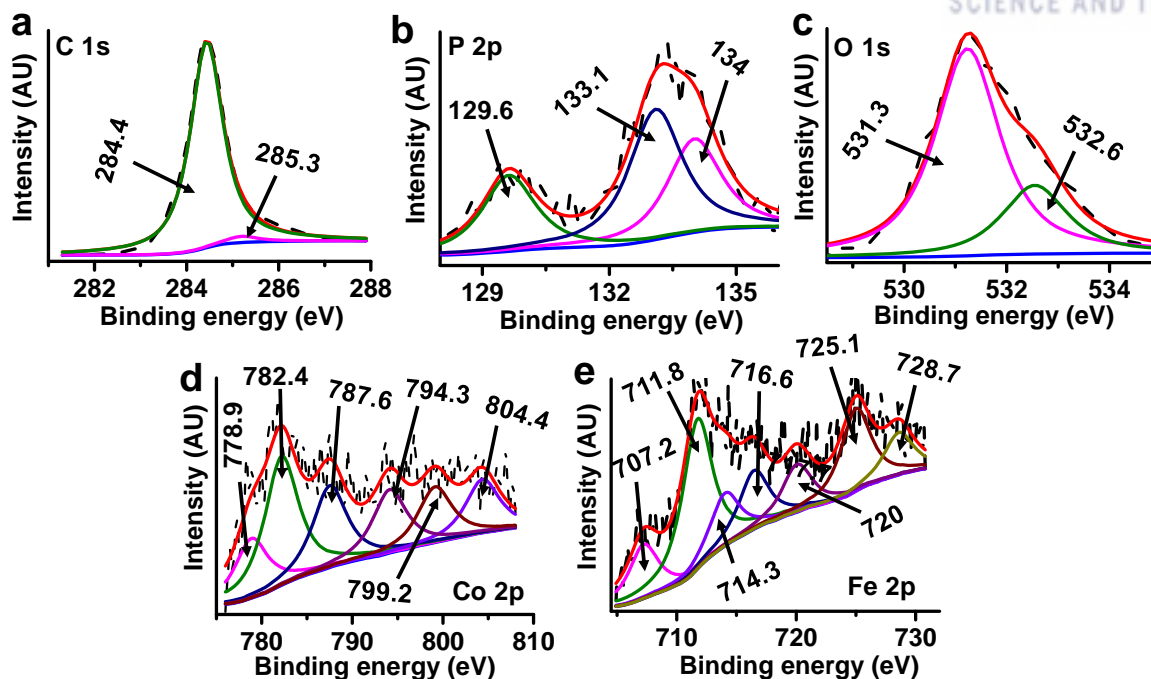 SCIENCE AND T
a
C 1s
284.4
285.3
Intensity (AU)
282 284 286 288
Binding energy (eV)
b
P 2p
129.6
133.1
134
Intensity (AU)
129 132 135
Binding energy (eV)
c
O 1s
531.3
532.6
Intensity (AU)
530 532 534
Binding energy (eV)
d
778.9
782.4
787.6
794.3
804.4
799.2
Co 2p
Intensity (AU)
780 790 800 810
Binding energy (eV)
e
707.2
711.8
716.6
725.1
728.7
720
714.3
Fe 2p
Intensity (AU)
710 720 730
Binding energy (eV)